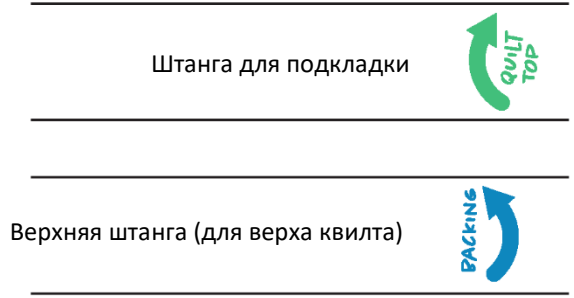 Штанга для подкладки
QUILT
TOP
Верхняя штанга (для верха квилта)
BACKING